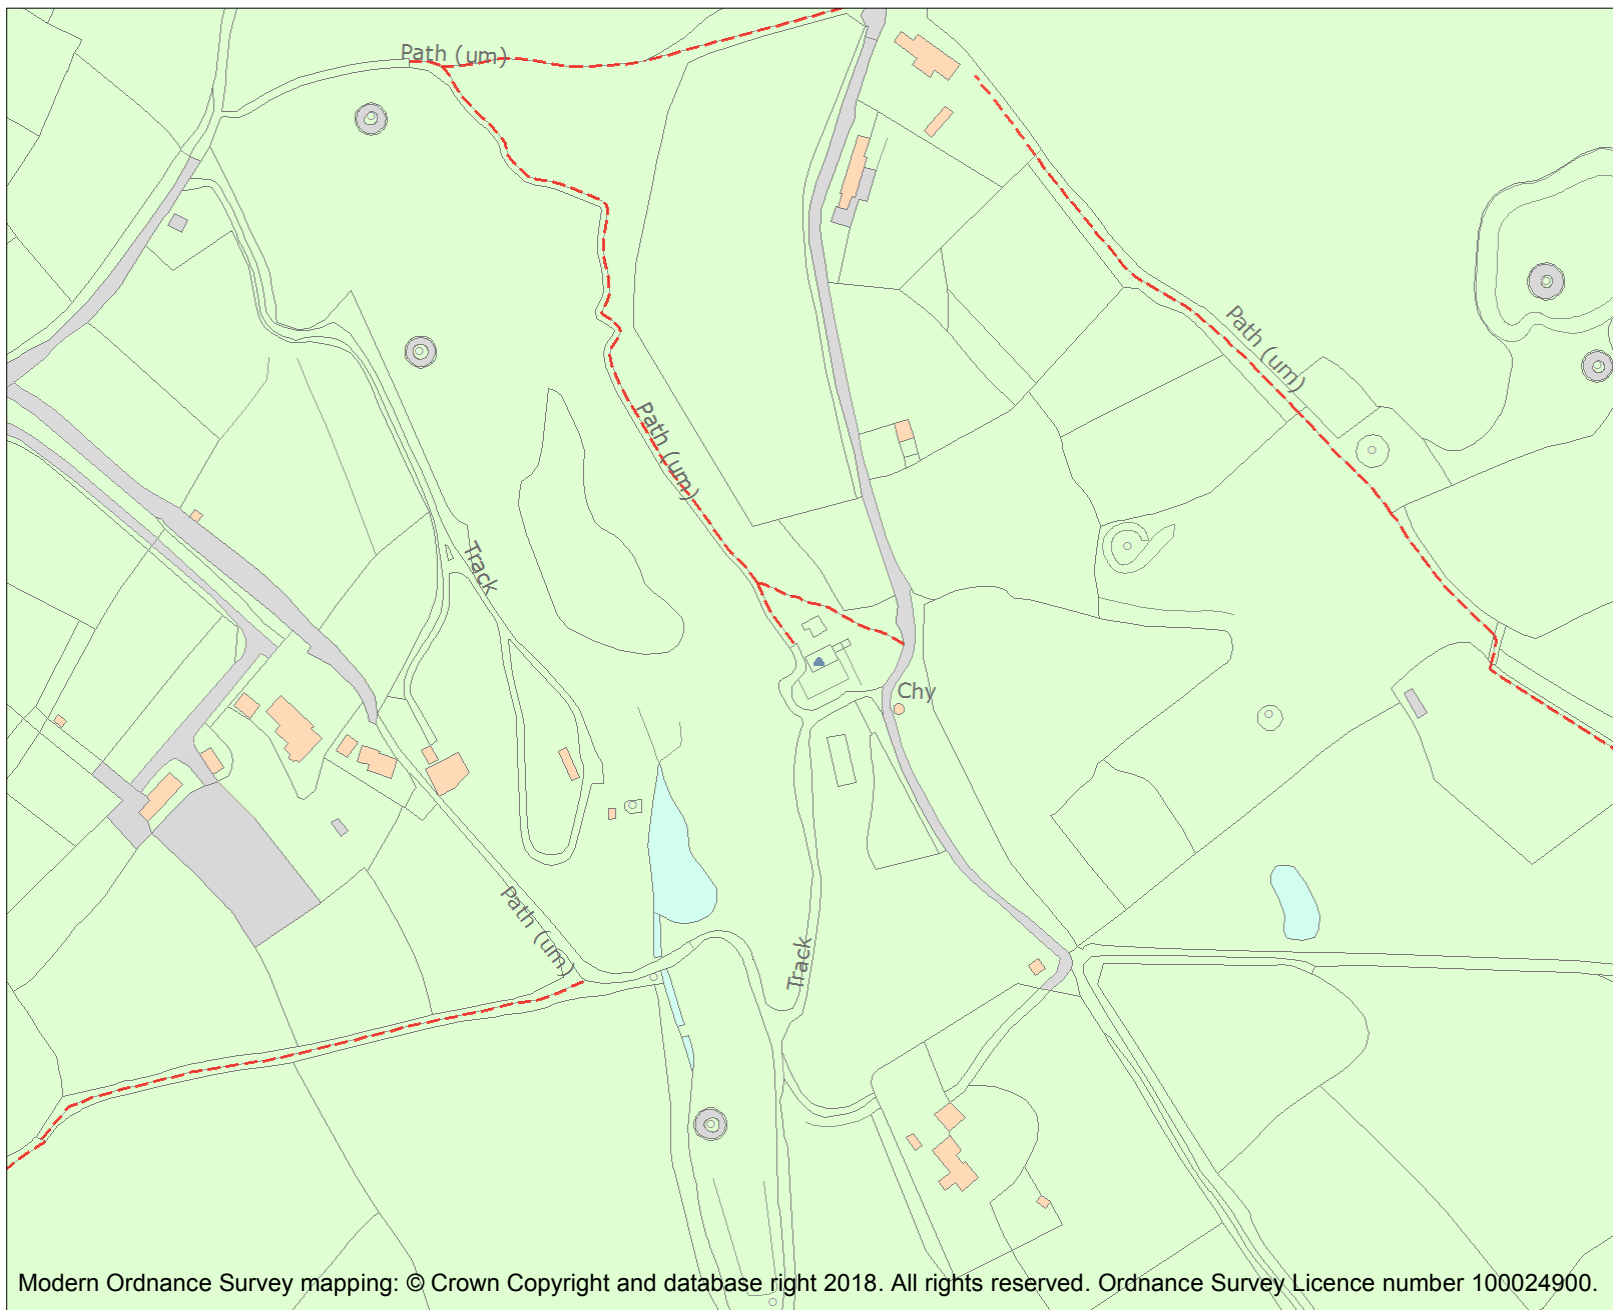 Path (um)
Path (um)
Path (um)
Track
Chy
Path (um)
Track
Modern Ordnance Survey mapping: © Crown Copyright and database right 2018. All rights reserved. Ordnance Survey Licence number 100024900.